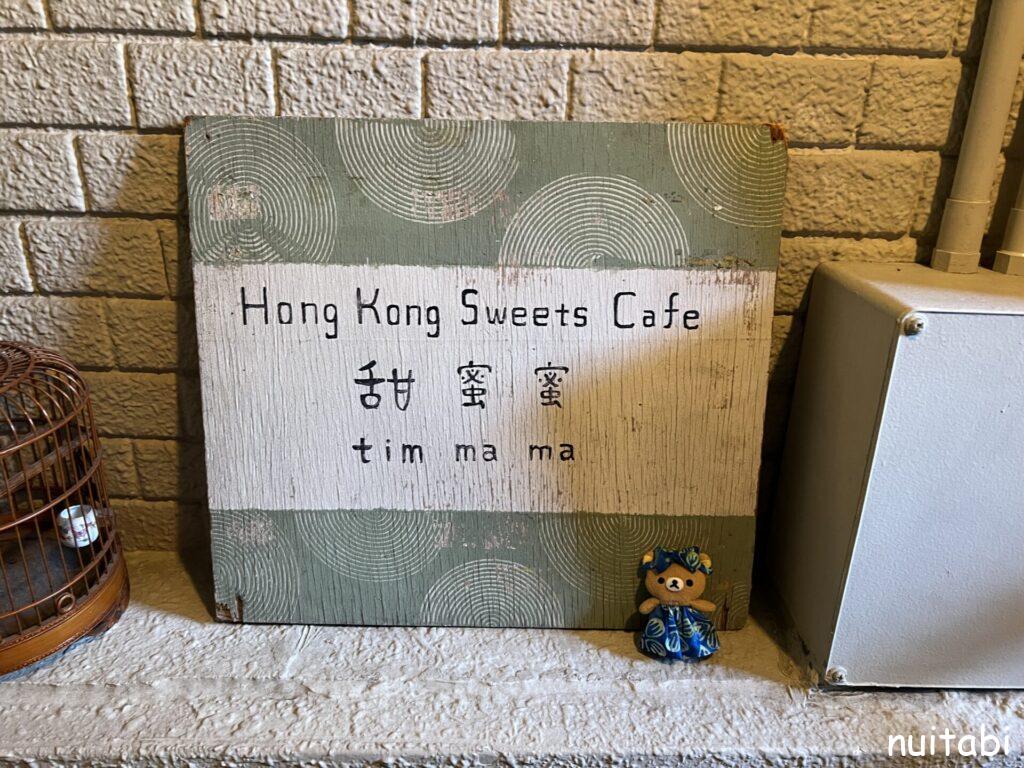 Hong Kong Sweets Cafe
甜 蜜 蜜
tim ma ma
nuitabi